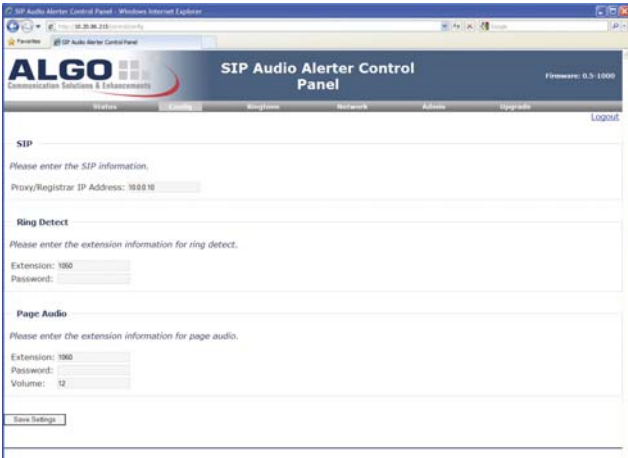 SIP Audio Alerter Control Panel - Windows Internet Explorer
Favorites SIP Audio Alerter Control Panel
ALGO
Communication Solutions & Enhancements
SIP Audio Alerter Control Panel
Firmware: 0.5-1000
Status Config Ringtone Network Admin Upgrade
Logout
SIP
Please enter the SIP information.
Proxy/Registrar IP Address: 10.0.0.10
Ring Detect
Please enter the extension information for ring detect.
Extension: 1060
Password:
Page Audio
Please enter the extension information for page audio.
Extension: 1060
Password:
Volume: 12
Save Settings